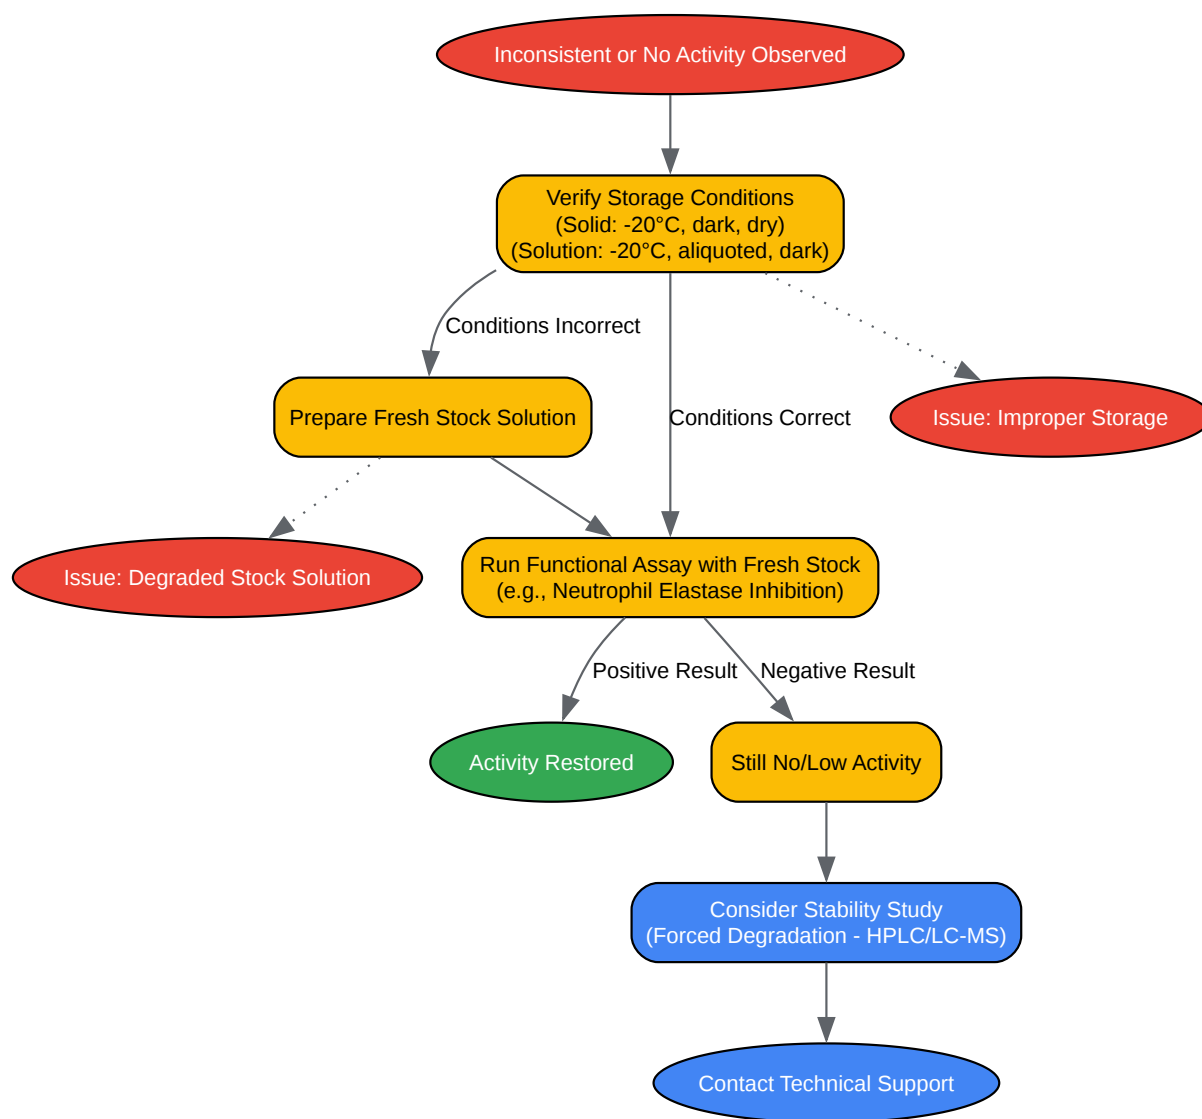 Inconsistent or No Activity Observed
Verify Storage Conditions
(Solid: -20°C, dark, dry)
(Solution: -20°C, aliquoted, dark)
Conditions Incorrect
Prepare Fresh Stock Solution
Conditions Correct
Issue: Improper Storage
Issue: Degraded Stock Solution
Run Functional Assay with Fresh Stock
(e.g., Neutrophil Elastase Inhibition)
Positive Result
Negative Result
Activity Restored
Still No/Low Activity
Consider Stability Study
(Forced Degradation - HPLC/LC-MS)
Contact Technical Support